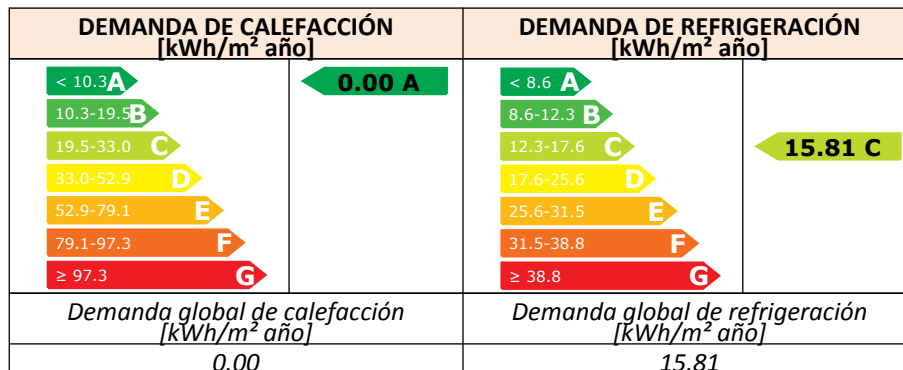 DEMANDA DE CALEFACCIÓN
[kWh/m² año]
< 10.3 A
10.3-19.5 B
19.5-33.0 C
33.0-52.9 D
52.9-79.1 E
79.1-97.3 F
≥ 97.3 G
0.00 A
Demanda global de calefacción
[kWh/m² año]
0.00
DEMANDA DE REFRIGERACIÓN
[kWh/m² año]
< 8.6 A
8.6-12.3 B
12.3-17.6 C
17.6-25.6 D
25.6-31.5 E
31.5-38.8 F
≥ 38.8 G
15.81 C
Demanda global de refrigeración
[kWh/m² año]
15.81